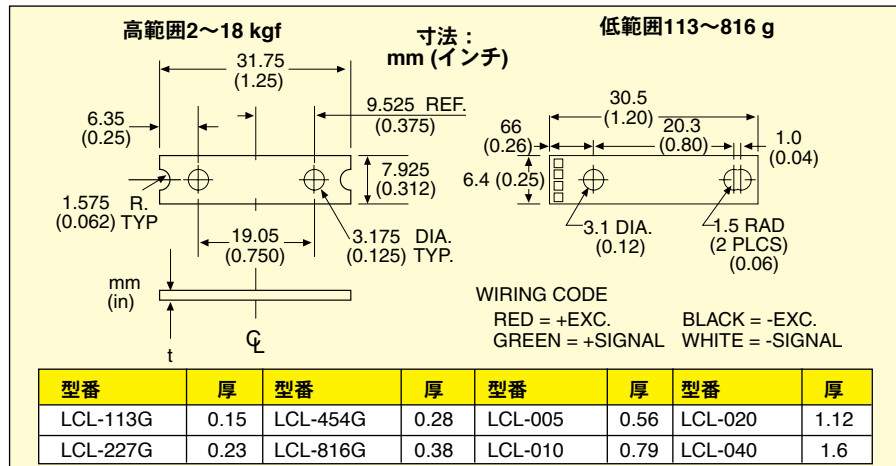 高範囲2〜18 kgf
寸法：
mm (インチ)
低範囲113〜816 g
31.75
(1.25)
6.35
(0.25)
9.525 REF.
(0.375)
7.925
(0.312)
1.575 R.
(0.062) TYP
19.05
(0.750)
3.175 DIA.
(0.125) TYP.
mm
(in)
t
℄
30.5
(1.20)
66
(0.26)
20.3
(0.80)
1.0
(0.04)
6.4 (0.25)
3.1 DIA.
(0.12)
1.5 RAD
(2 PLCS)
(0.06)
WIRING CODE
RED = +EXC. BLACK = -EXC.
GREEN = +SIGNAL WHITE = -SIGNAL
型番 厚 型番 厚 型番 厚 型番 厚
LCL-113G 0.15 LCL-454G 0.28 LCL-005 0.56 LCL-020 1.12
LCL-227G 0.23 LCL-816G 0.38 LCL-010 0.79 LCL-040 1.6